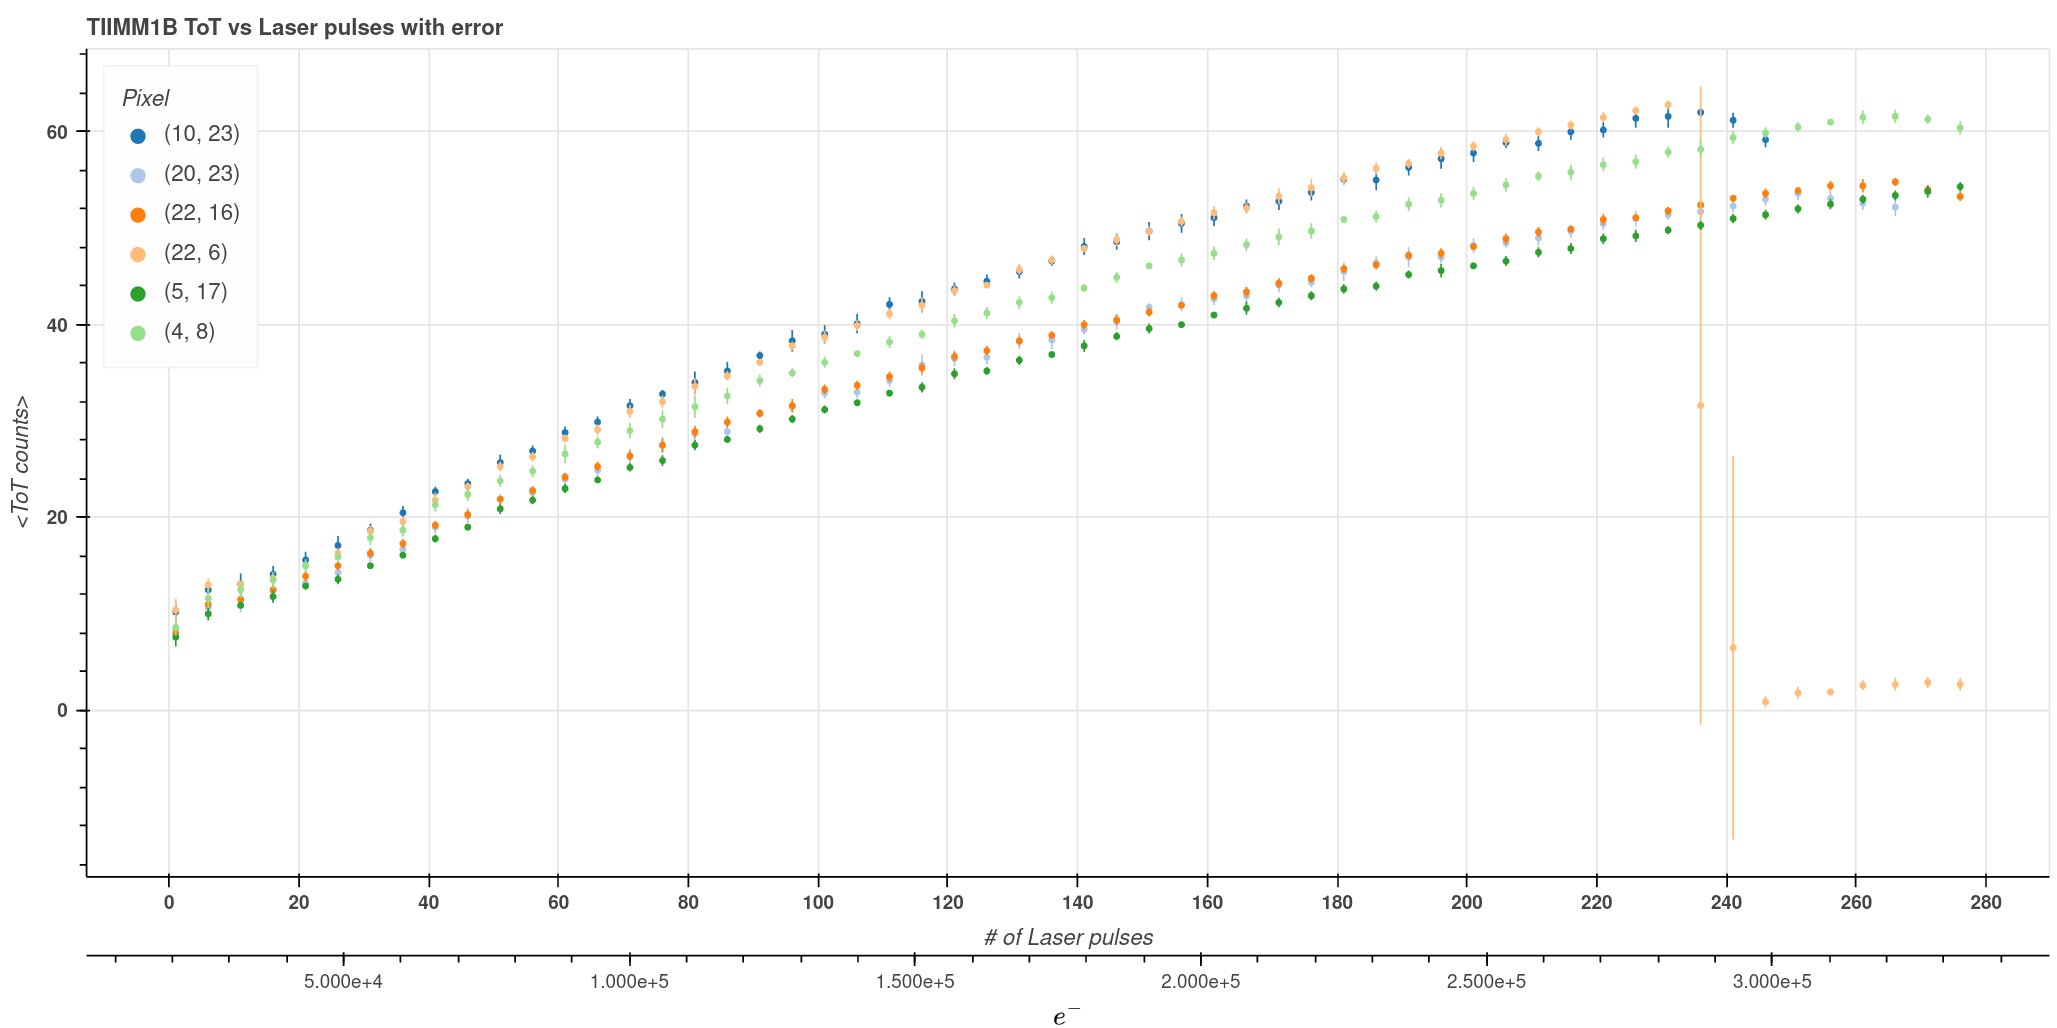 TIIMM1B ToT vs Laser pulses with error
Pixel
(10, 23)
(20, 23)
(22, 16)
(22, 6)
(5, 17)
(4, 8)
60
40
20
0
<ToT counts>
0 20 40 60 80 100 120 140 160 180 200 220 240 260 280
# of Laser pulses
5.000e+4 1.000e+5 1.500e+5 2.000e+5 2.500e+5 3.000e+5
e⁻